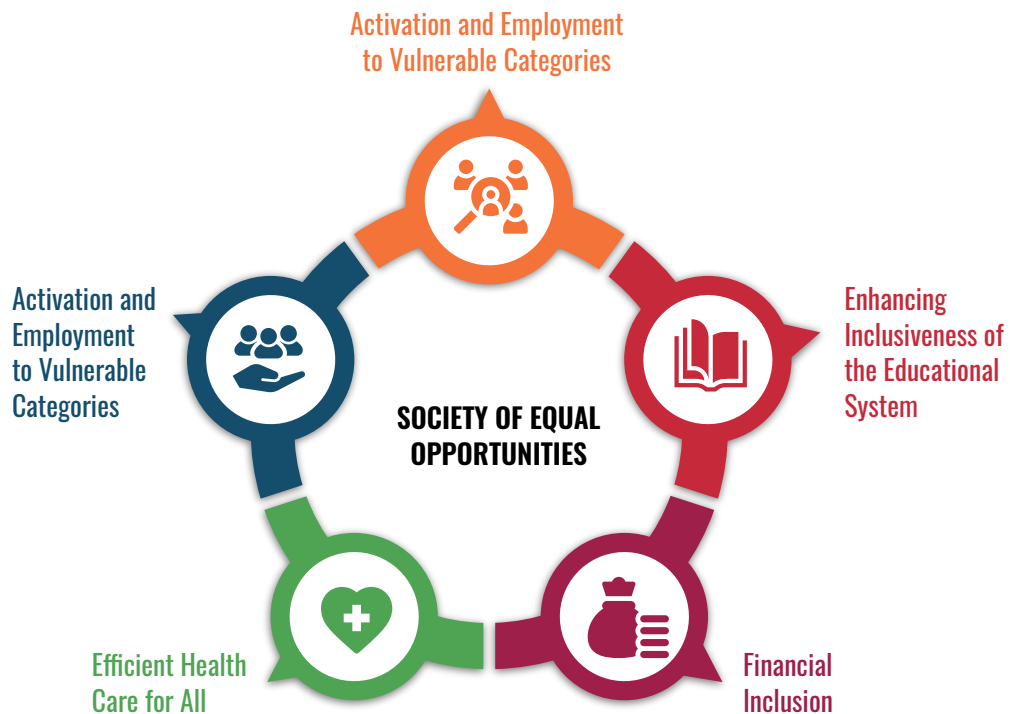 Activation and Employment
to Vulnerable Categories
Activation and
Employment
to Vulnerable
Categories
Enhancing
Inclusiveness of
the Educational
System
SOCIETY OF EQUAL
OPPORTUNITIES
Efficient Health
Care for All
Financial
Inclusion